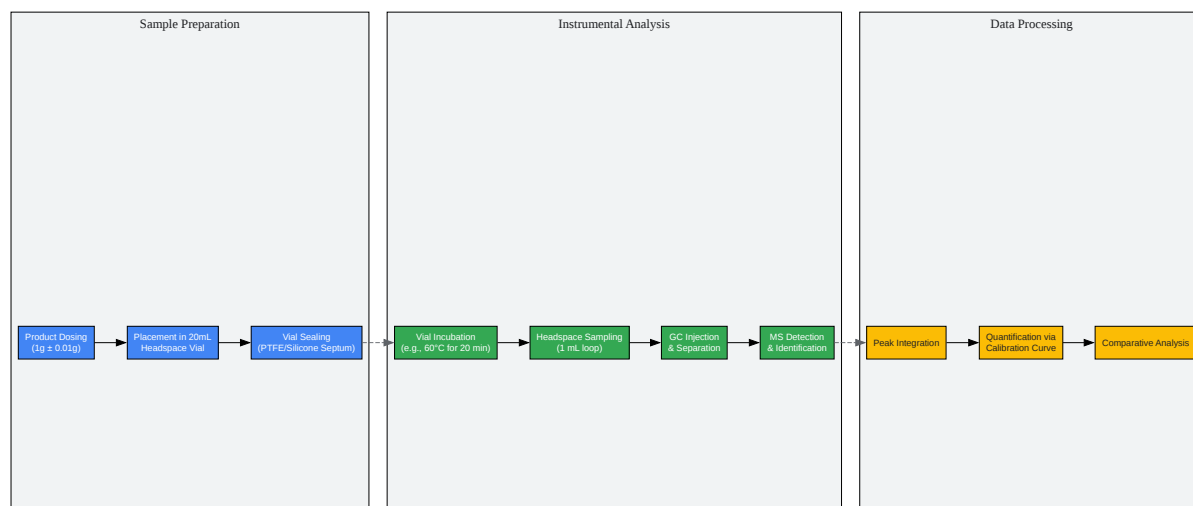 Sample Preparation
Product Dosing
(1g ± 0.01g)
Placement in 20mL
Headspace Vial
Vial Sealing
(PTFE/Silicone Septum)
Instrumental Analysis
Vial Incubation
(e.g., 60°C for 20 min)
Headspace Sampling
(1 mL loop)
GC Injection
& Separation
MS Detection
& Identification
Data Processing
Peak Integration
Quantification via
Calibration Curve
Comparative Analysis